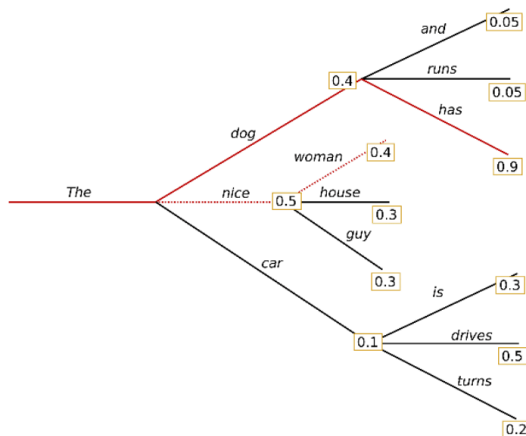 and
0.05
runs
0.4
0.05
has
dog
woman
0.4
0.9
The
nice
house
0.5
0.3
guy
car
0.3
is
0.3
drives
0.1
0.5
turns
0.2